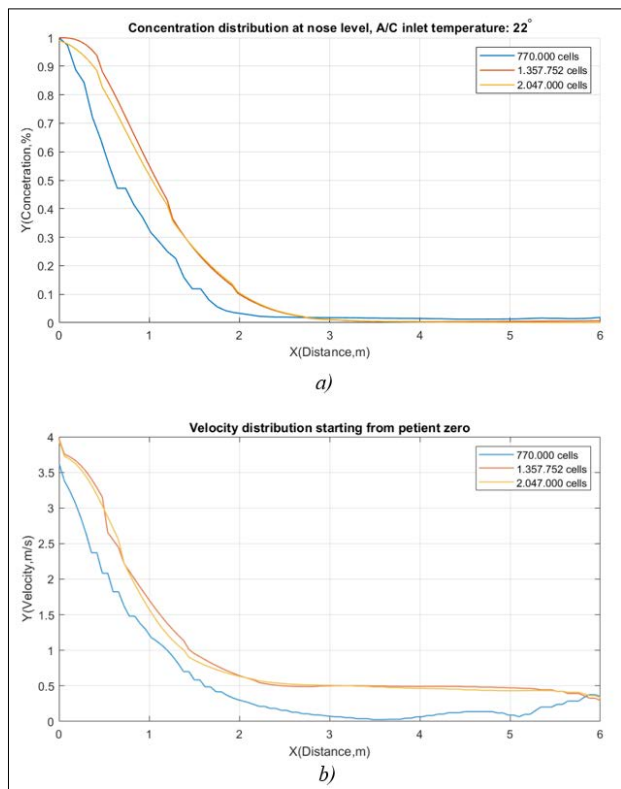 Concentration distribution at nose level, A/C inlet temperature: 22°
1
0.9
0.8
0.7
0.6
0.5
0.4
0.3
0.2
0.1
0
Y(Concetration,%)
770.000 cells
1.357.752 cells
2.047.000 cells
0 1 2 3 4 5 6
X(Distance,m)
a)
Velocity distribution starting from petient zero
4
3.5
3
2.5
2
1.5
1
0.5
0
Y(Velocity,m/s)
770.000 cells
1.357.752 cells
2.047.000 cells
0 1 2 3 4 5 6
X(Distance,m)
b)